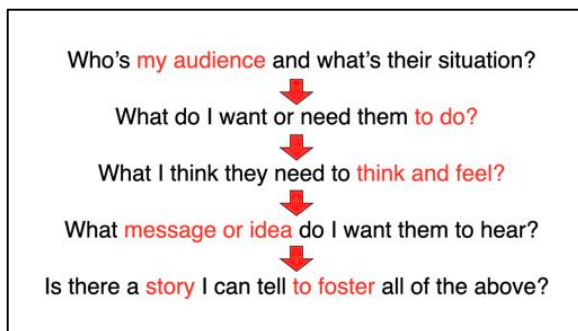 Who's my audience and what's their situation?
What do I want or need them to do?
What I think they need to think and feel?
What message or idea do I want them to hear?
Is there a story I can tell to foster all of the above?